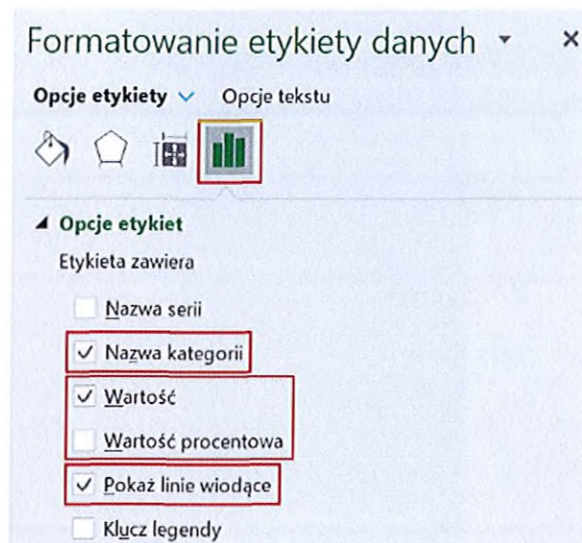 Formatowanie etykiety danych
Opcje etykiety Opcje tekstu
Opcje etykiet
Etykieta zawiera
Nazwa serii
Nazwa kategorii
Wartość
Wartość procentowa
Pokaż linie wiodące
Klucz legendy